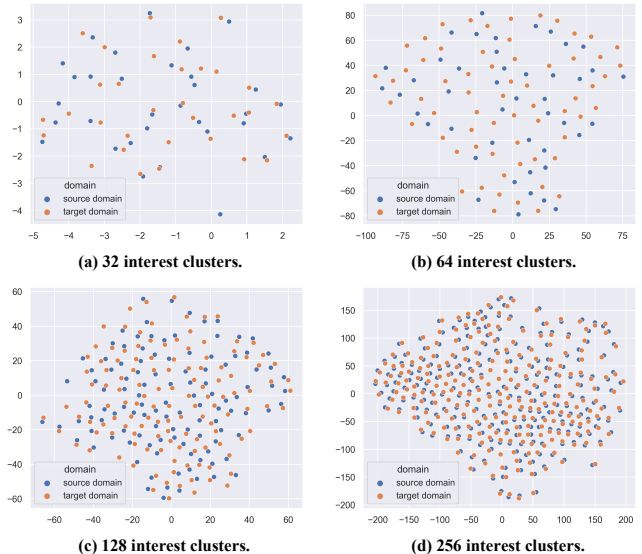 3
2
1
0
−1
−2
−3
−4
domain
source domain
target domain
−5 −4 −3 −2 −1 0 1 2
(a) 32 interest clusters.
80
60
40
20
0
−20
−40
−60
−80
domain
source domain
target domain
−100 −75 −50 −25 0 25 50 75
(b) 64 interest clusters.
60
40
20
0
−20
−40
−60
domain
source domain
target domain
−60 −40 −20 0 20 40 60
(c) 128 interest clusters.
150
100
50
0
−50
−100
−150
−200
domain
source domain
target domain
−200 −150 −100 −50 0 50 100 150 200
(d) 256 interest clusters.